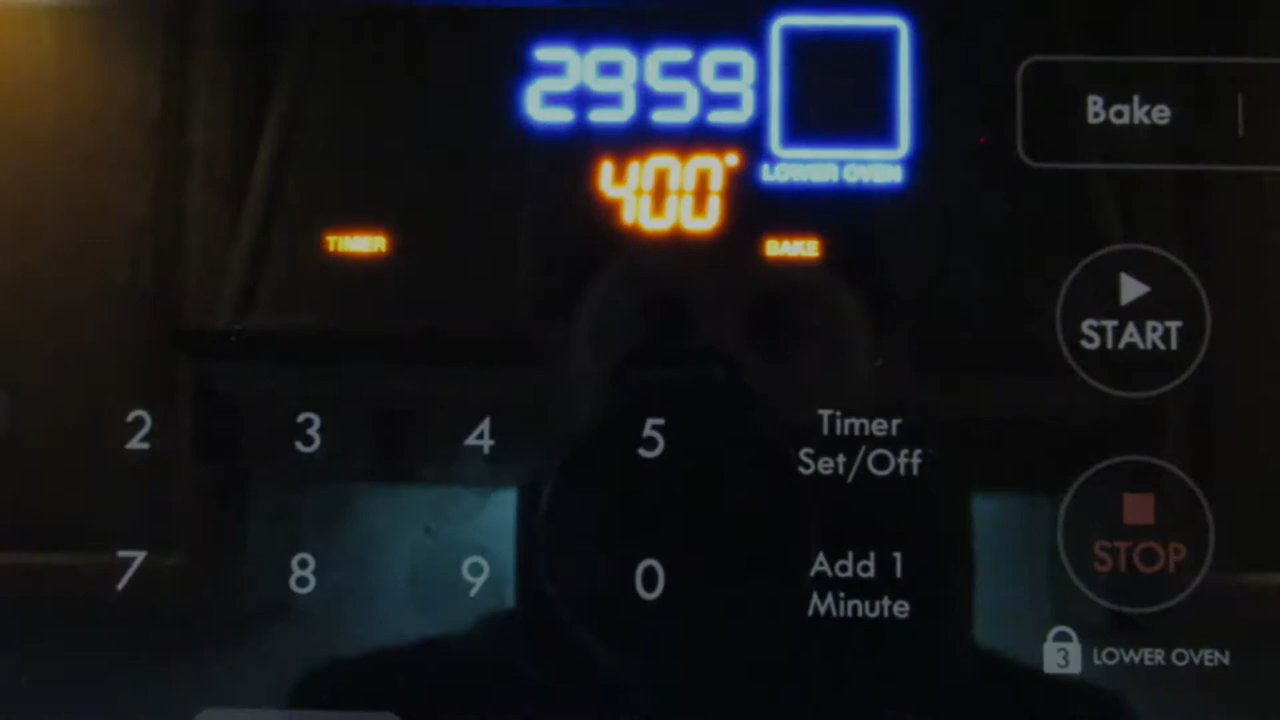 2959
400°
LOWER OVEN
TIMER
BAKE
Bake
START
2 3 4 5
Timer
Set/Off
7 8 9 0
Add 1
Minute
STOP
3 LOWER OVEN